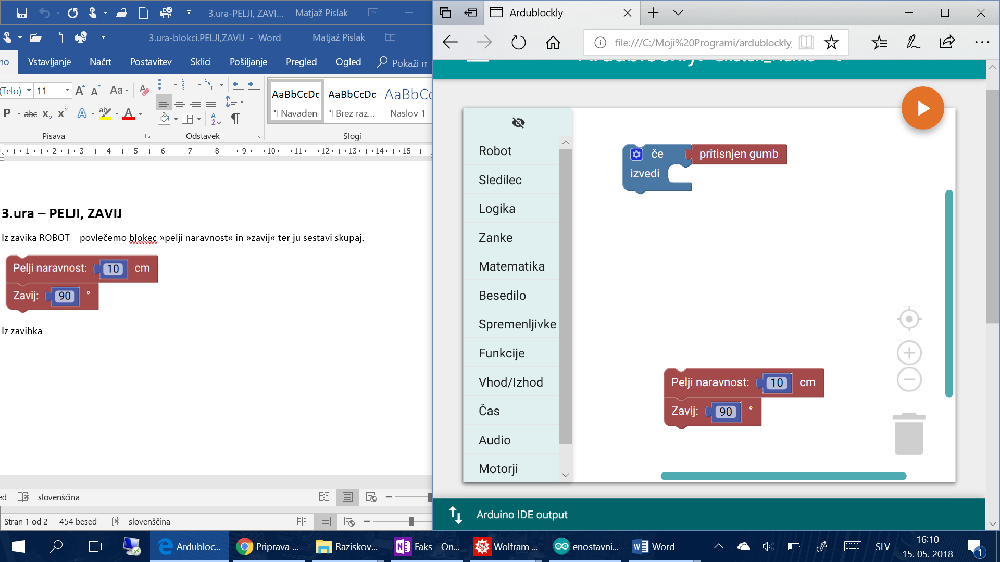 3.ura-PELJI, ZAVI...
Matjaž Pislak
3.ura-blokci.PELJI,ZAVIJ - Word
Matjaž Pislak
Vstavljanje
Načrt
Postavitev
Sklici
Pošiljanje
Pregled
Ogled
Pokaži
(Telo)
11
Aa
P
abc
X₂
X²
A
ab
A
AaBbCcDc
AaBbCcDc
AaBbC
¶ Navaden
¶ Brez raz...
Naslov 1
Pisava
Odstavek
Slogi
1 2 3 4 5 6 7 8 9 10 11 12 13 14 15
3.ura – PELJI, ZAVIJ
Iz zavika ROBOT – povlečemo blokec »pelji naravnost« in »zavij« ter ju sestavi skupaj.
Pelji naravnost: 10 cm
Zavij: 90 °
Iz zavihka
slovenščina
Stran 1 od 2
454 besed
slovenščina
Ardublockly
file:///C:/Moji%20Programi/ardublockly
Robot
Sledilec
Logika
Zanke
Matematika
Besedilo
Spremenljivke
Funkcije
Vhod/Izhod
Čas
Audio
Motorji
če
pritisnjen gumb
izvedi
Pelji naravnost: 10 cm
Zavij: 90 °
Arduino IDE output
Ardubloc...
Priprava ...
Raziskov...
Faks - On...
Wolfram ...
enostavni...
Word
SLV
16:10
15. 05. 2018
1